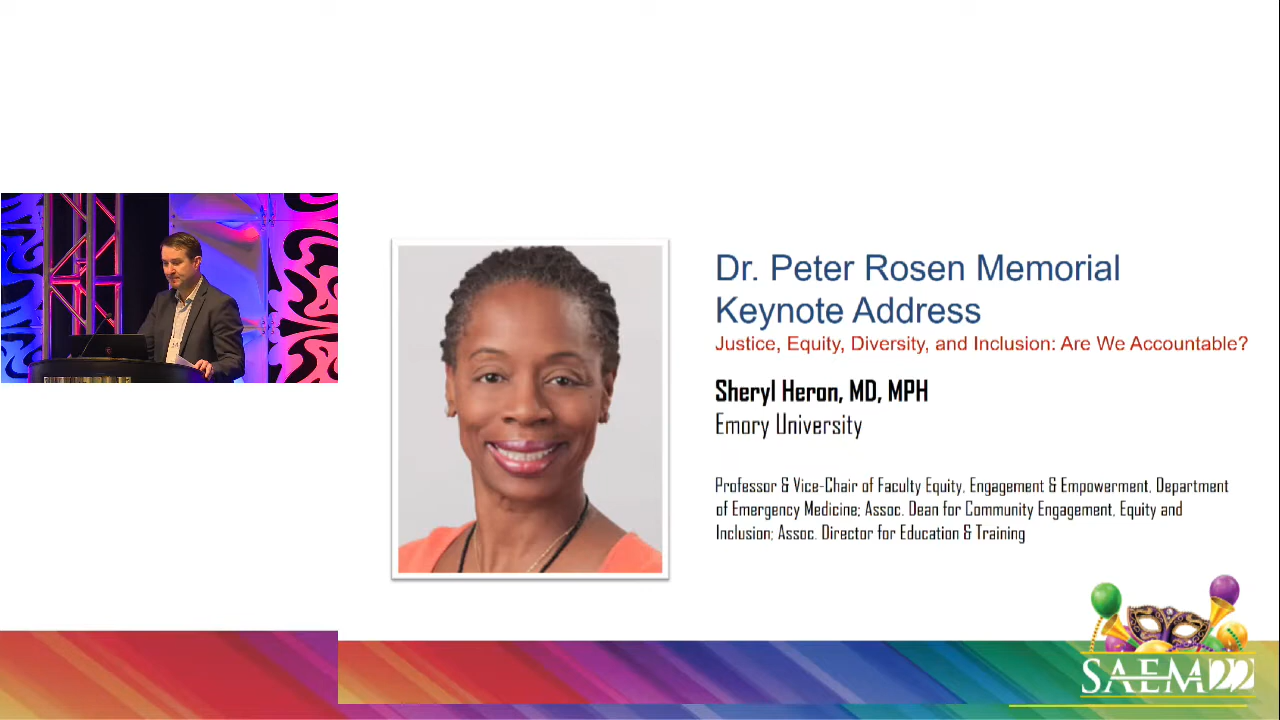 Dr. Peter Rosen Memorial
Keynote Address
Justice, Equity, Diversity, and Inclusion: Are We Accountable?
Sheryl Heron, MD, MPH
Emory University
Professor & Vice-Chair of Faculty Equity, Engagement & Empowerment, Department
of Emergency Medicine; Assoc. Dean for Community Engagement, Equity and
Inclusion; Assoc. Director for Education & Training
SAEM22